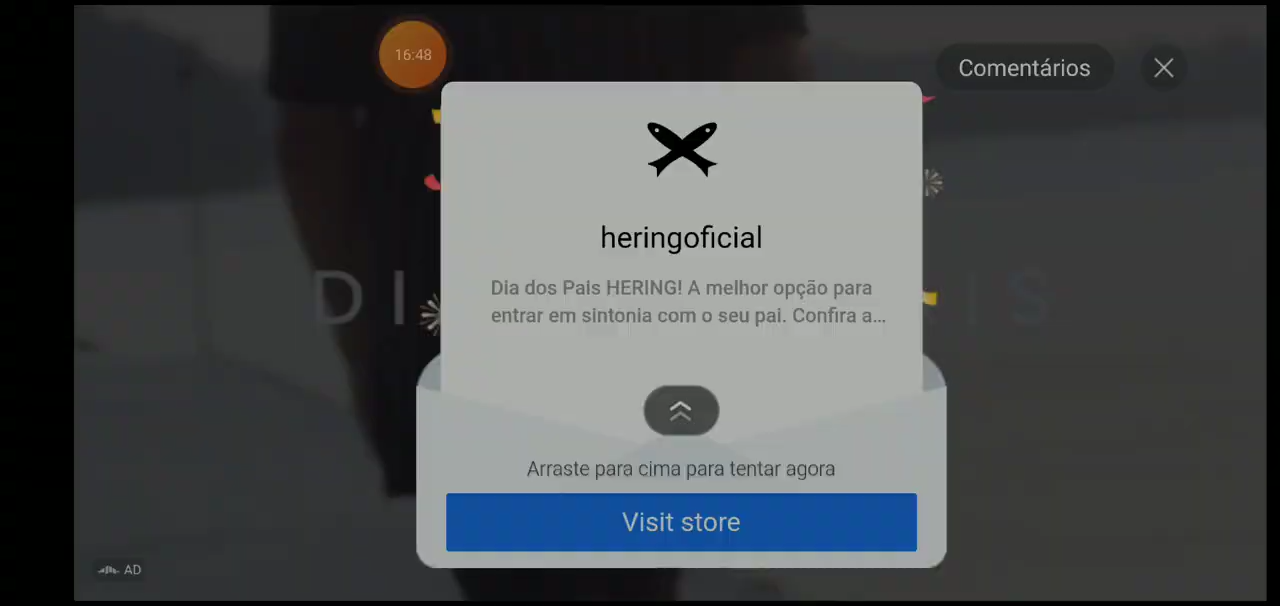 16:48
Comentários
heringoficial
Dia dos Pais HERING! A melhor opção para
entrar em sintonia com o seu pai. Confira a...
D I IS
Arraste para cima para tentar agora
Visit store
AD